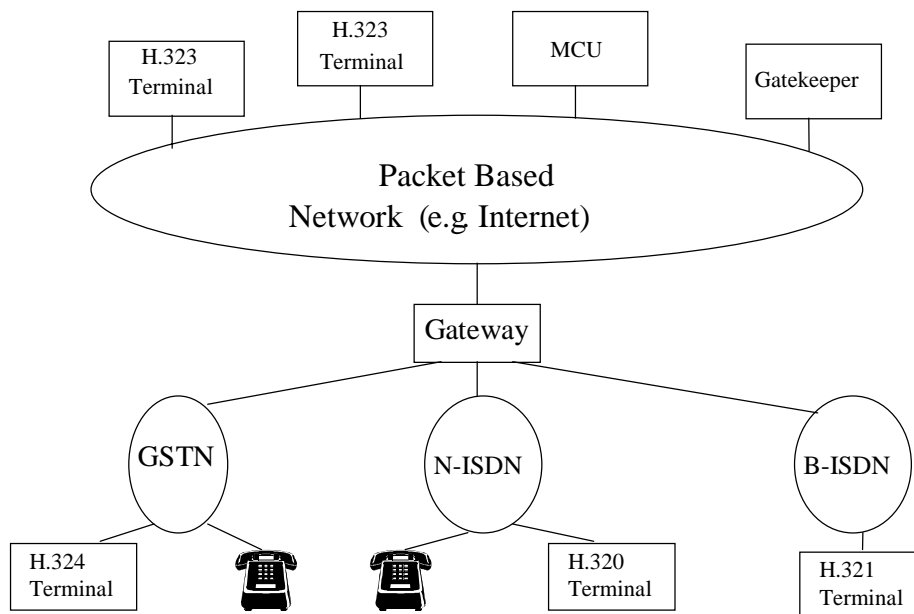 H.323
Terminal
H.323
Terminal
MCU
Gatekeeper
Packet Based
Network (e.g. Internet)
Gateway
GSTN
N-ISDN
B-ISDN
H.324
Terminal
H.320
Terminal
H.321
Terminal